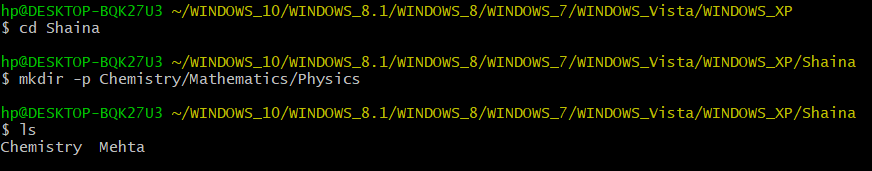 hp@DESKTOP-BQK27U3 ~/WINDOWS_10/WINDOWS_8.1/WINDOWS_8/WINDOWS_7/WINDOWS_Vista/WINDOWS_XP
$ cd Shaina
hp@DESKTOP-BQK27U3 ~/WINDOWS_10/WINDOWS_8.1/WINDOWS_8/WINDOWS_7/WINDOWS_Vista/WINDOWS_XP/Shaina
$ mkdir -p Chemistry/Mathematics/Physics
hp@DESKTOP-BQK27U3 ~/WINDOWS_10/WINDOWS_8.1/WINDOWS_8/WINDOWS_7/WINDOWS_Vista/WINDOWS_XP/Shaina
$ ls
Chemistry  Mehta